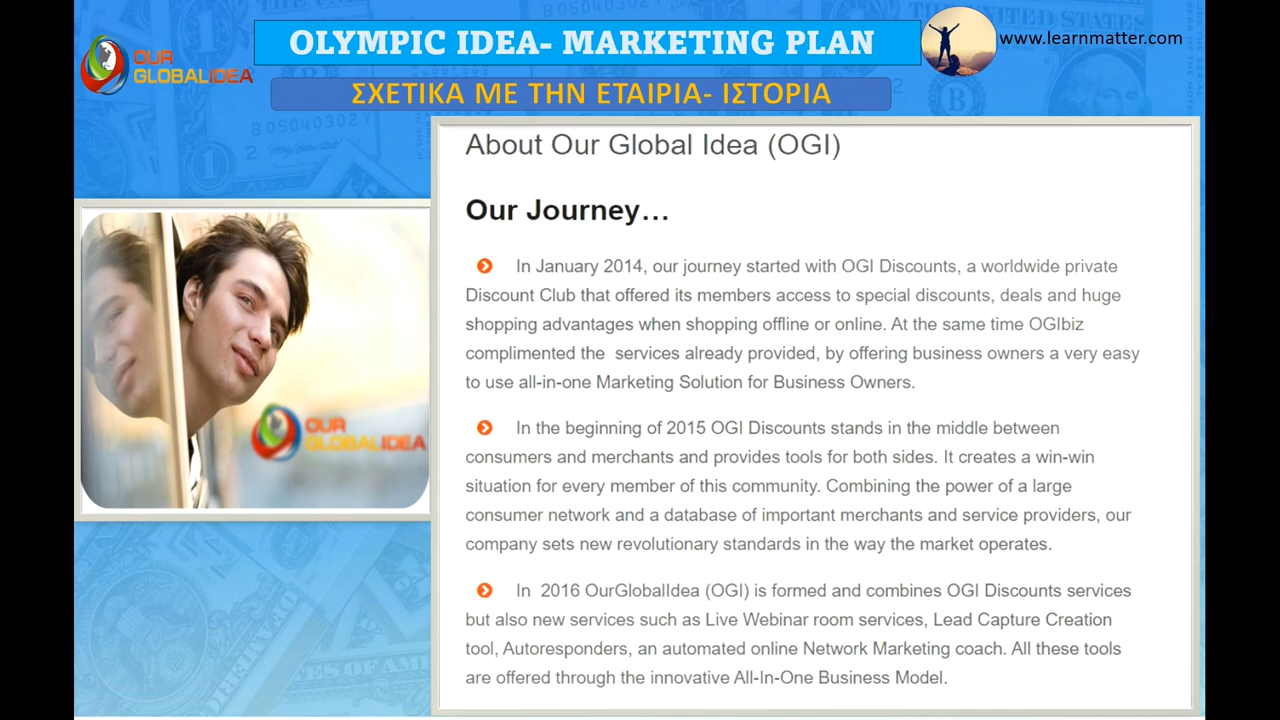 OUR
GLOBALIDEA
OLYMPIC IDEA- MARKETING PLAN
www.learnmatter.com
ΣΧΕΤΙΚΑ ΜΕ ΤΗΝ ΕΤΑΙΡΙΑ- ΙΣΤΟΡΙΑ
About Our Global Idea (OGI)
Our Journey…
In January 2014, our journey started with OGI Discounts, a worldwide private
Discount Club that offered its members access to special discounts, deals and huge
shopping advantages when shopping offline or online. At the same time OGIbiz
complimented the services already provided, by offering business owners a very easy
to use all-in-one Marketing Solution for Business Owners.
In the beginning of 2015 OGI Discounts stands in the middle between
consumers and merchants and provides tools for both sides. It creates a win-win
situation for every member of this community. Combining the power of a large
consumer network and a database of important merchants and service providers, our
company sets new revolutionary standards in the way the market operates.
In 2016 OurGlobalIdea (OGI) is formed and combines OGI Discounts services
but also new services such as Live Webinar room services, Lead Capture Creation
tool, Autoresponders, an automated online Network Marketing coach. All these tools
are offered through the innovative All-In-One Business Model.
OUR
GLOBALIDEA